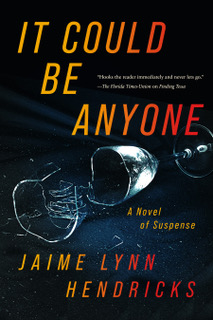 IT COULD
BE
ANYONE
"Hooks the reader immediately and never lets go."
—The Florida Times-Union on Finding Tessa
A Novel
of Suspense
JAIME LYNN
HENDRICKS